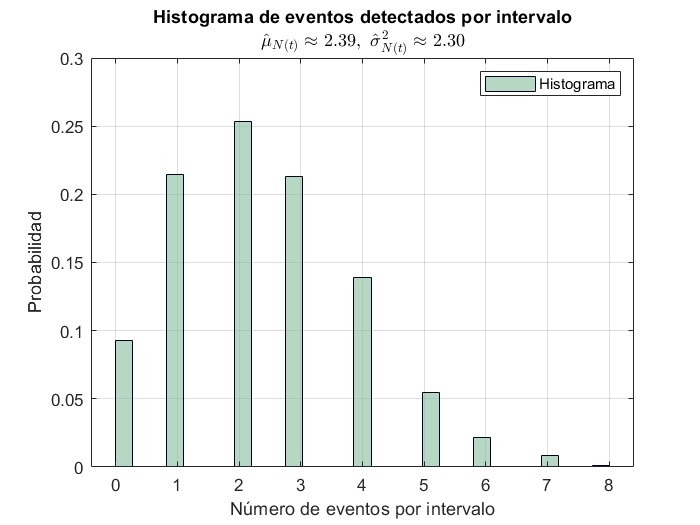 Histograma de eventos detectados por intervalo
μ̂_N(t) ≈ 2.39, σ̂²_N(t) ≈ 2.30
Histograma
0.3
0.25
0.2
0.15
0.1
0.05
0
Probabilidad
0 1 2 3 4 5 6 7 8
Número de eventos por intervalo